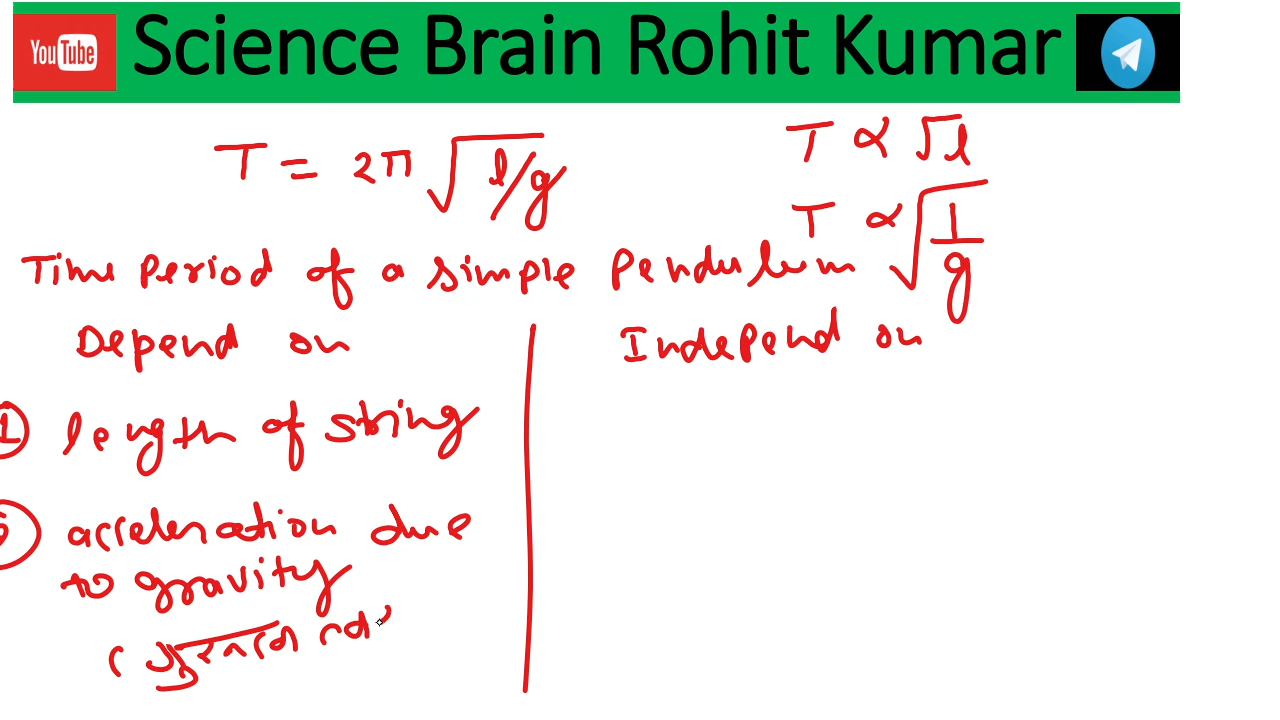 YouTube Science Brain Rohit Kumar
T = 2π √l/g
T ∝ √l
T ∝ √1/g
Time Period of a simple Pendulum
Depend on
Independ on
1 length of string
acceleration due
to gravity
(गुरुत्वीय त्व